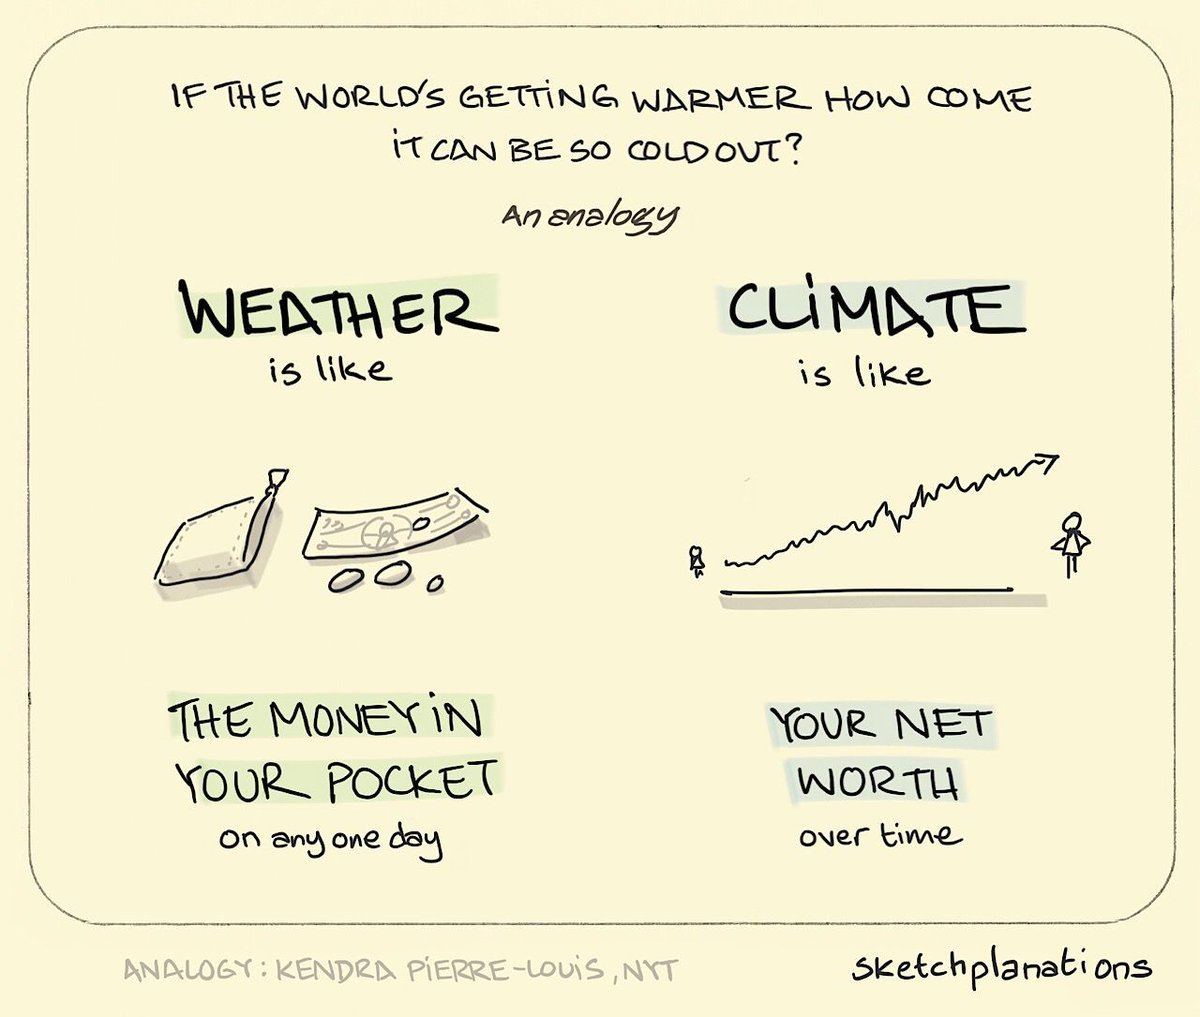 IF THE WORLD'S GETTING WARMER HOW COME
IT CAN BE SO COLD OUT?
An analogy
WEATHER
is like
THE MONEY IN
YOUR POCKET
on any one day
CLIMATE
is like
YOUR NET
WORTH
over time
ANALOGY: KENDRA PIERRE-LOUIS, NYT
sketchplanations